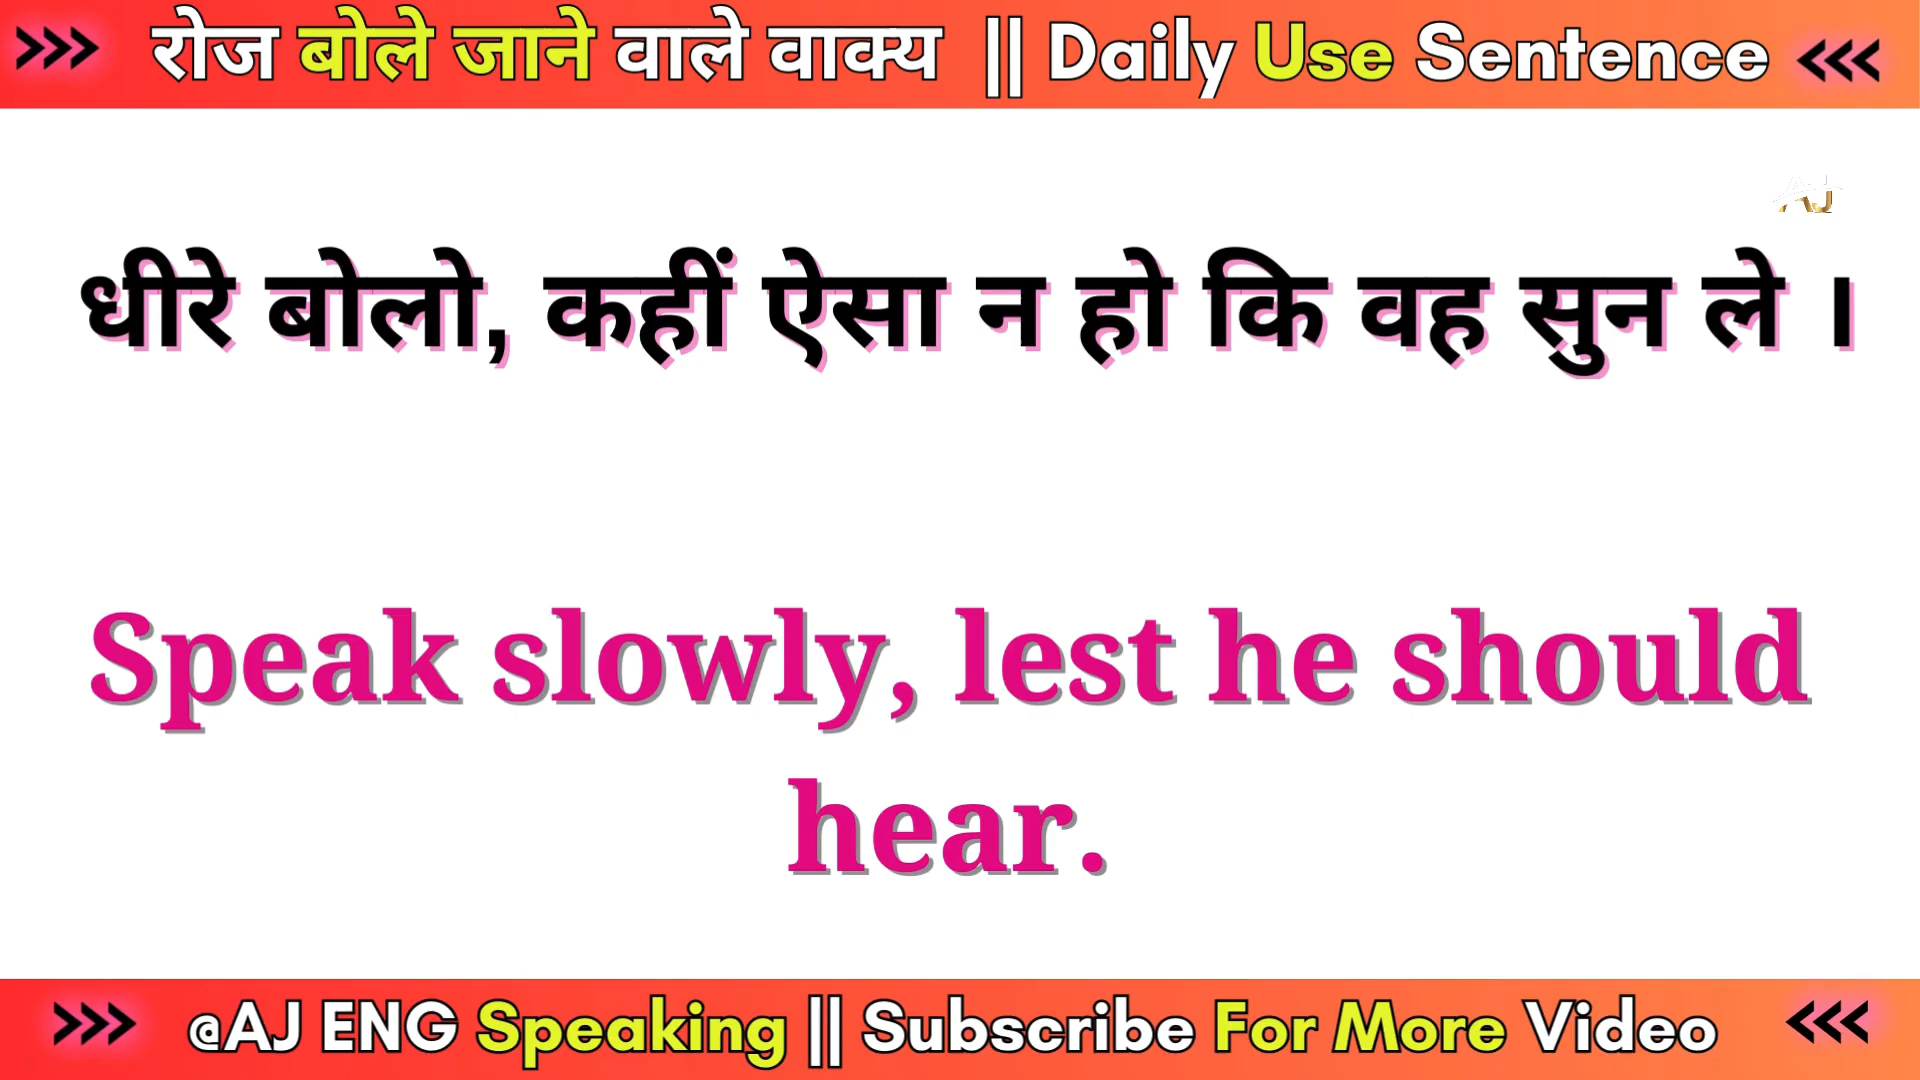 >>> रोज बोले जाने वाले वाक्य || Daily Use Sentence <<<
AJ
धीरे बोलो, कहीं ऐसा न हो कि वह सुन ले ।
Speak slowly, lest he should
hear.
>>> @AJ ENG Speaking || Subscribe For More Video <<<